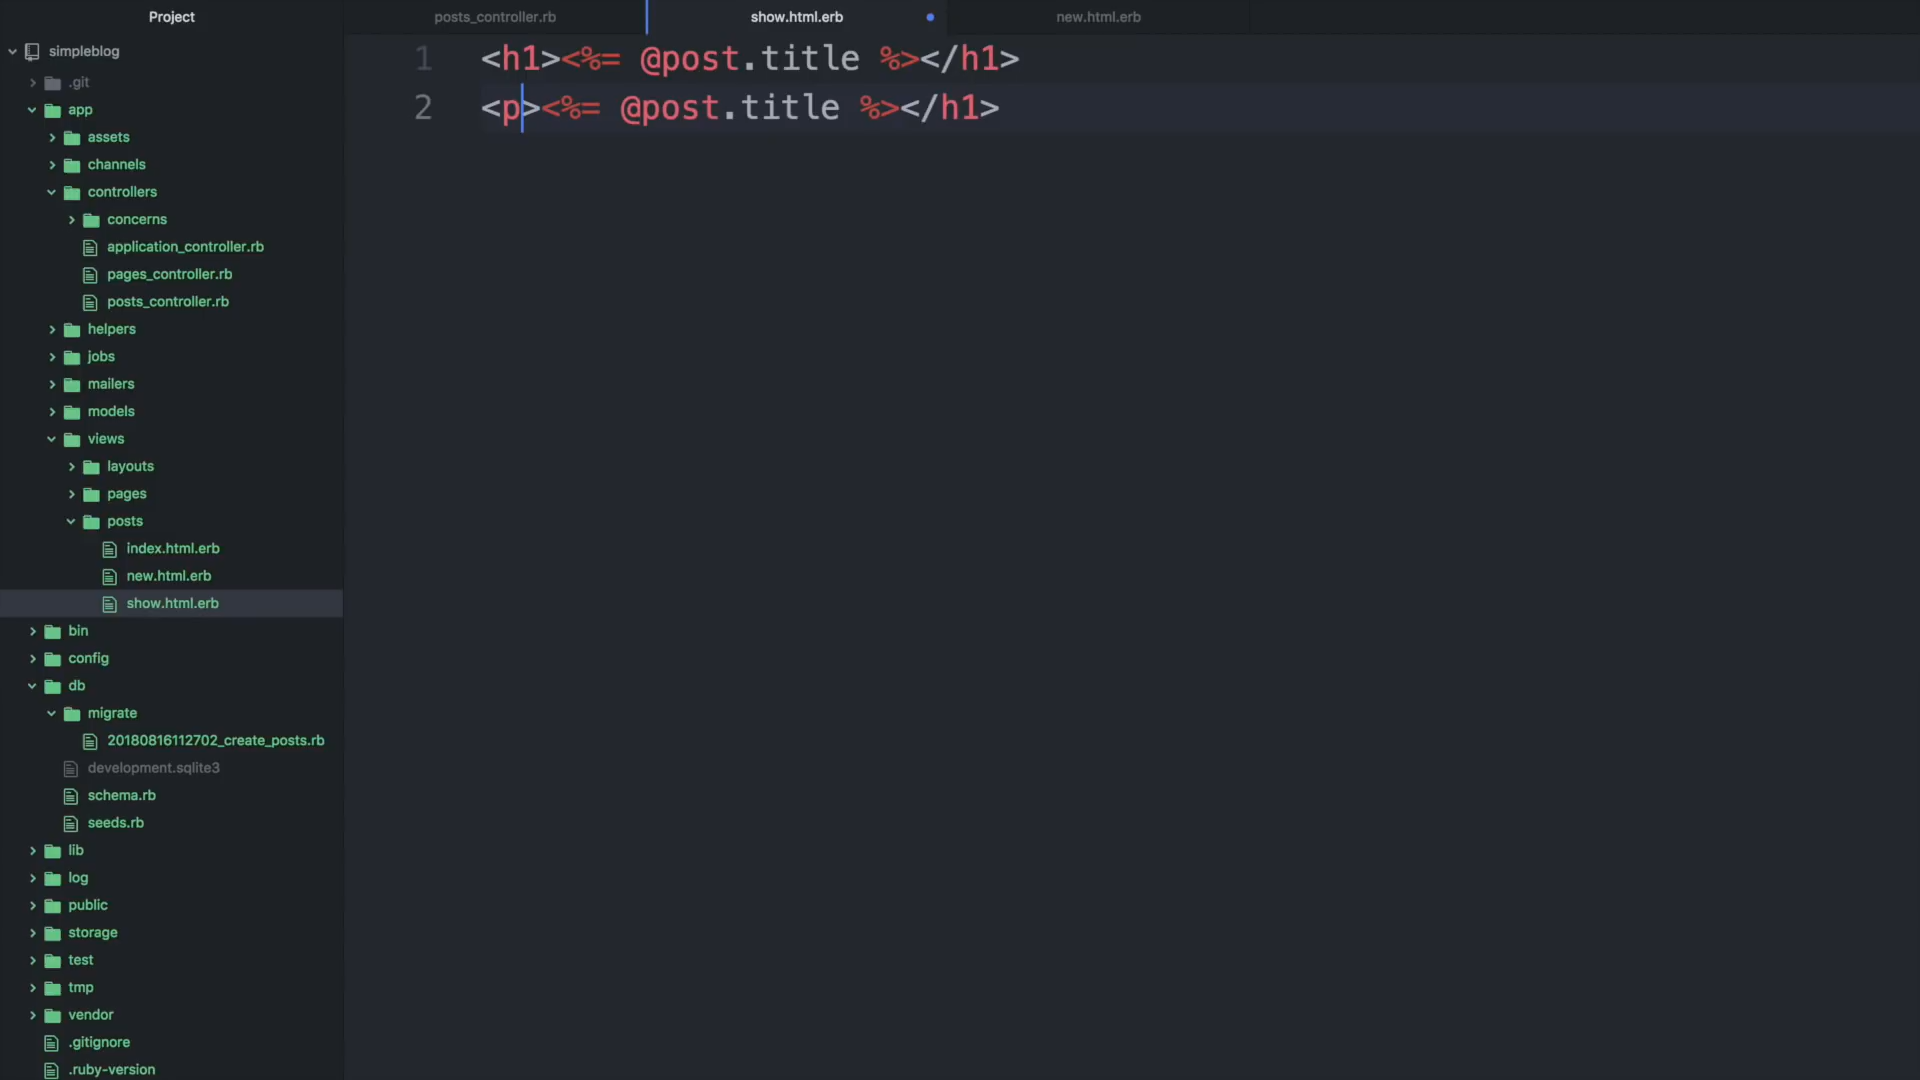 Project
simpleblog
.git
app
assets
channels
controllers
concerns
application_controller.rb
pages_controller.rb
posts_controller.rb
helpers
jobs
mailers
models
views
layouts
pages
posts
index.html.erb
new.html.erb
show.html.erb
bin
config
db
migrate
20180816112702_create_posts.rb
development.sqlite3
schema.rb
seeds.rb
lib
log
public
storage
test
tmp
vendor
.gitignore
.ruby-version
posts_controller.rb
show.html.erb
new.html.erb
1 <h1><%= @post.title %></h1>
2 <p><%= @post.title %></h1>